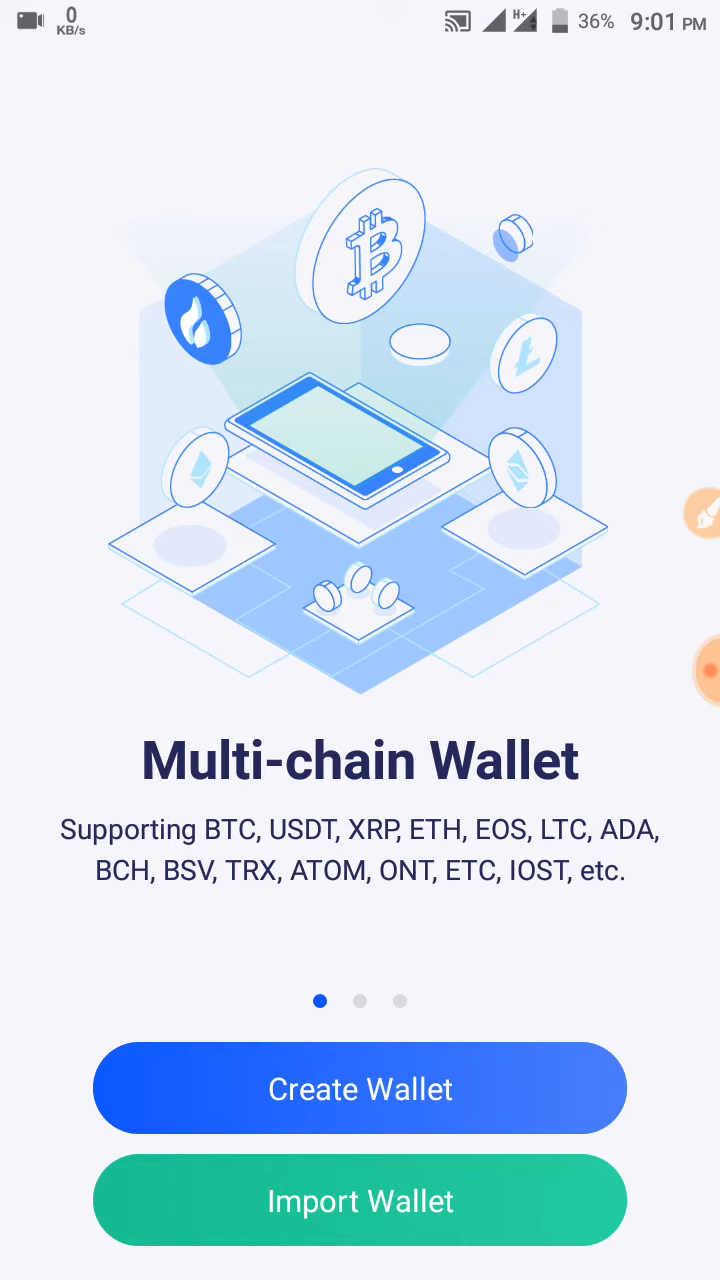 0
KB/s
H+
36%
9:01 PM
Multi-chain Wallet
Supporting BTC, USDT, XRP, ETH, EOS, LTC, ADA,
BCH, BSV, TRX, ATOM, ONT, ETC, IOST, etc.
Create Wallet
Import Wallet